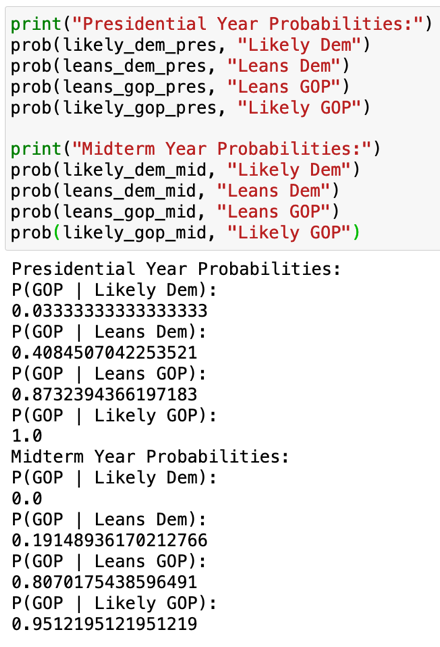 print("Presidential Year Probabilities:")
prob(likely_dem_pres, "Likely Dem")
prob(leans_dem_pres, "Leans Dem")
prob(leans_gop_pres, "Leans GOP")
prob(likely_gop_pres, "Likely GOP")

print("Midterm Year Probabilities:")
prob(likely_dem_mid, "Likely Dem")
prob(leans_dem_mid, "Leans Dem")
prob(leans_gop_mid, "Leans GOP")
prob(likely_gop_mid, "Likely GOP")
Presidential Year Probabilities:
P(GOP | Likely Dem):
0.03333333333333333
P(GOP | Leans Dem):
0.4084507042253521
P(GOP | Leans GOP):
0.8732394366197183
P(GOP | Likely GOP):
1.0
Midterm Year Probabilities:
P(GOP | Likely Dem):
0.0
P(GOP | Leans Dem):
0.19148936170212766
P(GOP | Leans GOP):
0.8070175438596491
P(GOP | Likely GOP):
0.9512195121951219